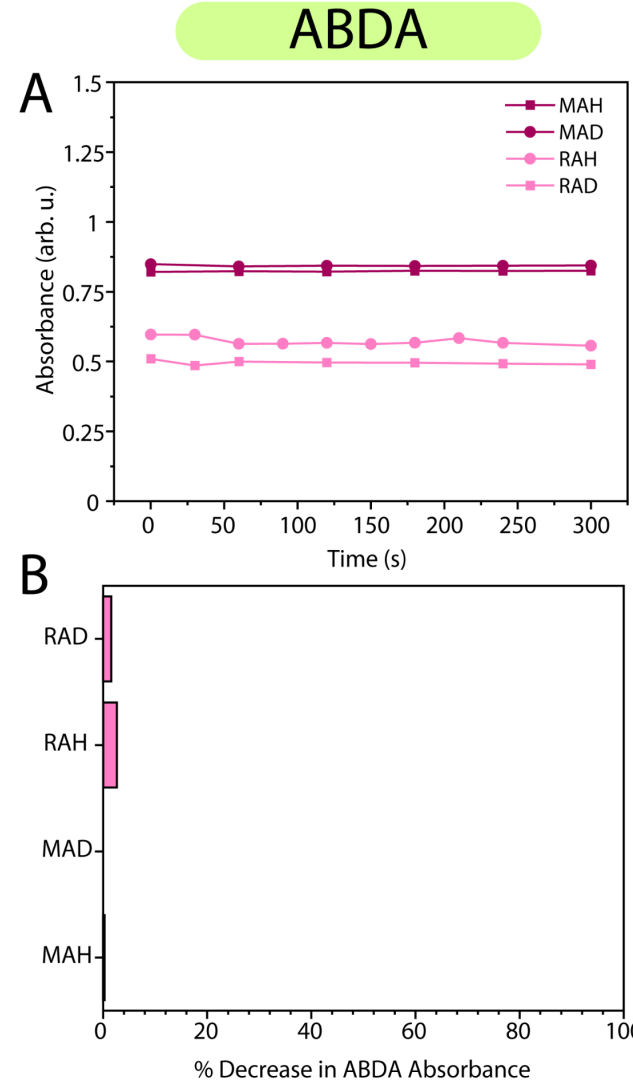 ABDA
A
1.5
1.25
1
0.75
0.5
0.25
0
Absorbance (arb. u.)
MAH
MAD
RAH
RAD
0 50 100 150 200 250 300
Time (s)
B
RAD
RAH
MAD
MAH
0 20 40 60 80 100
% Decrease in ABDA Absorbance